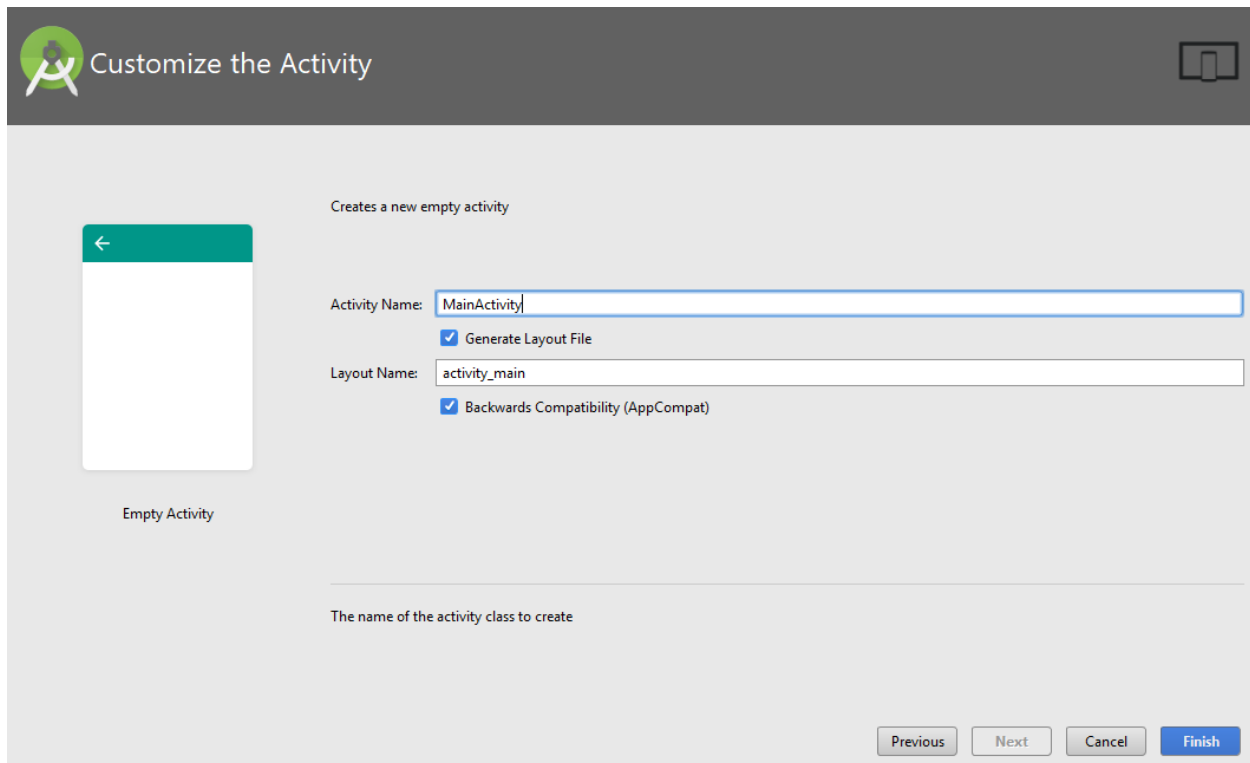 Customize the Activity
Creates a new empty activity
Activity Name: MainActivity
Generate Layout File
Layout Name: activity_main
Backwards Compatibility (AppCompat)
Empty Activity
The name of the activity class to create
Previous Next Cancel Finish